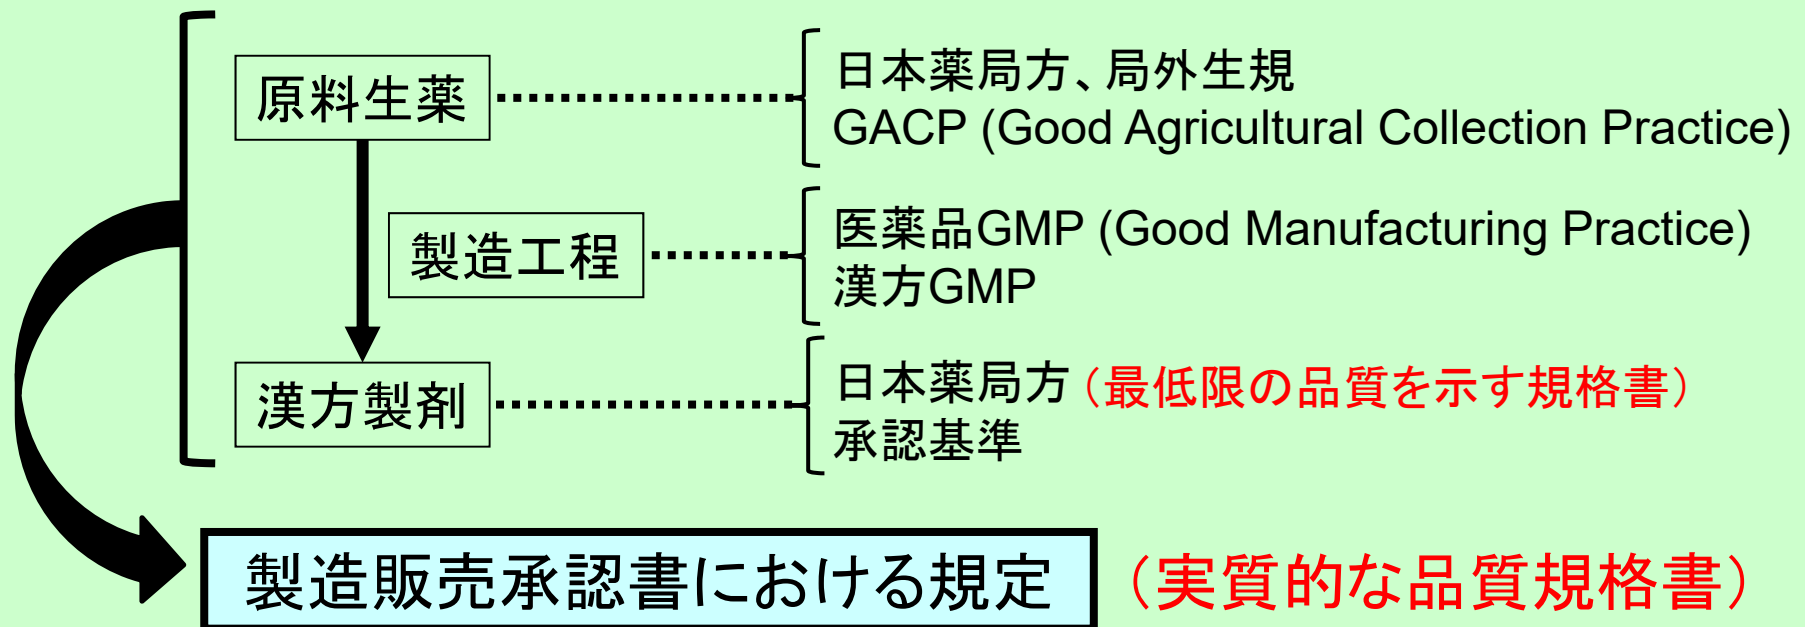 原料生薬
日本薬局方、局外生規
GACP (Good Agricultural Collection Practice)
製造工程
医薬品GMP (Good Manufacturing Practice)
漢方GMP
漢方製剤
日本薬局方（最低限の品質を示す規格書）
承認基準
製造販売承認書における規定（実質的な品質規格書）